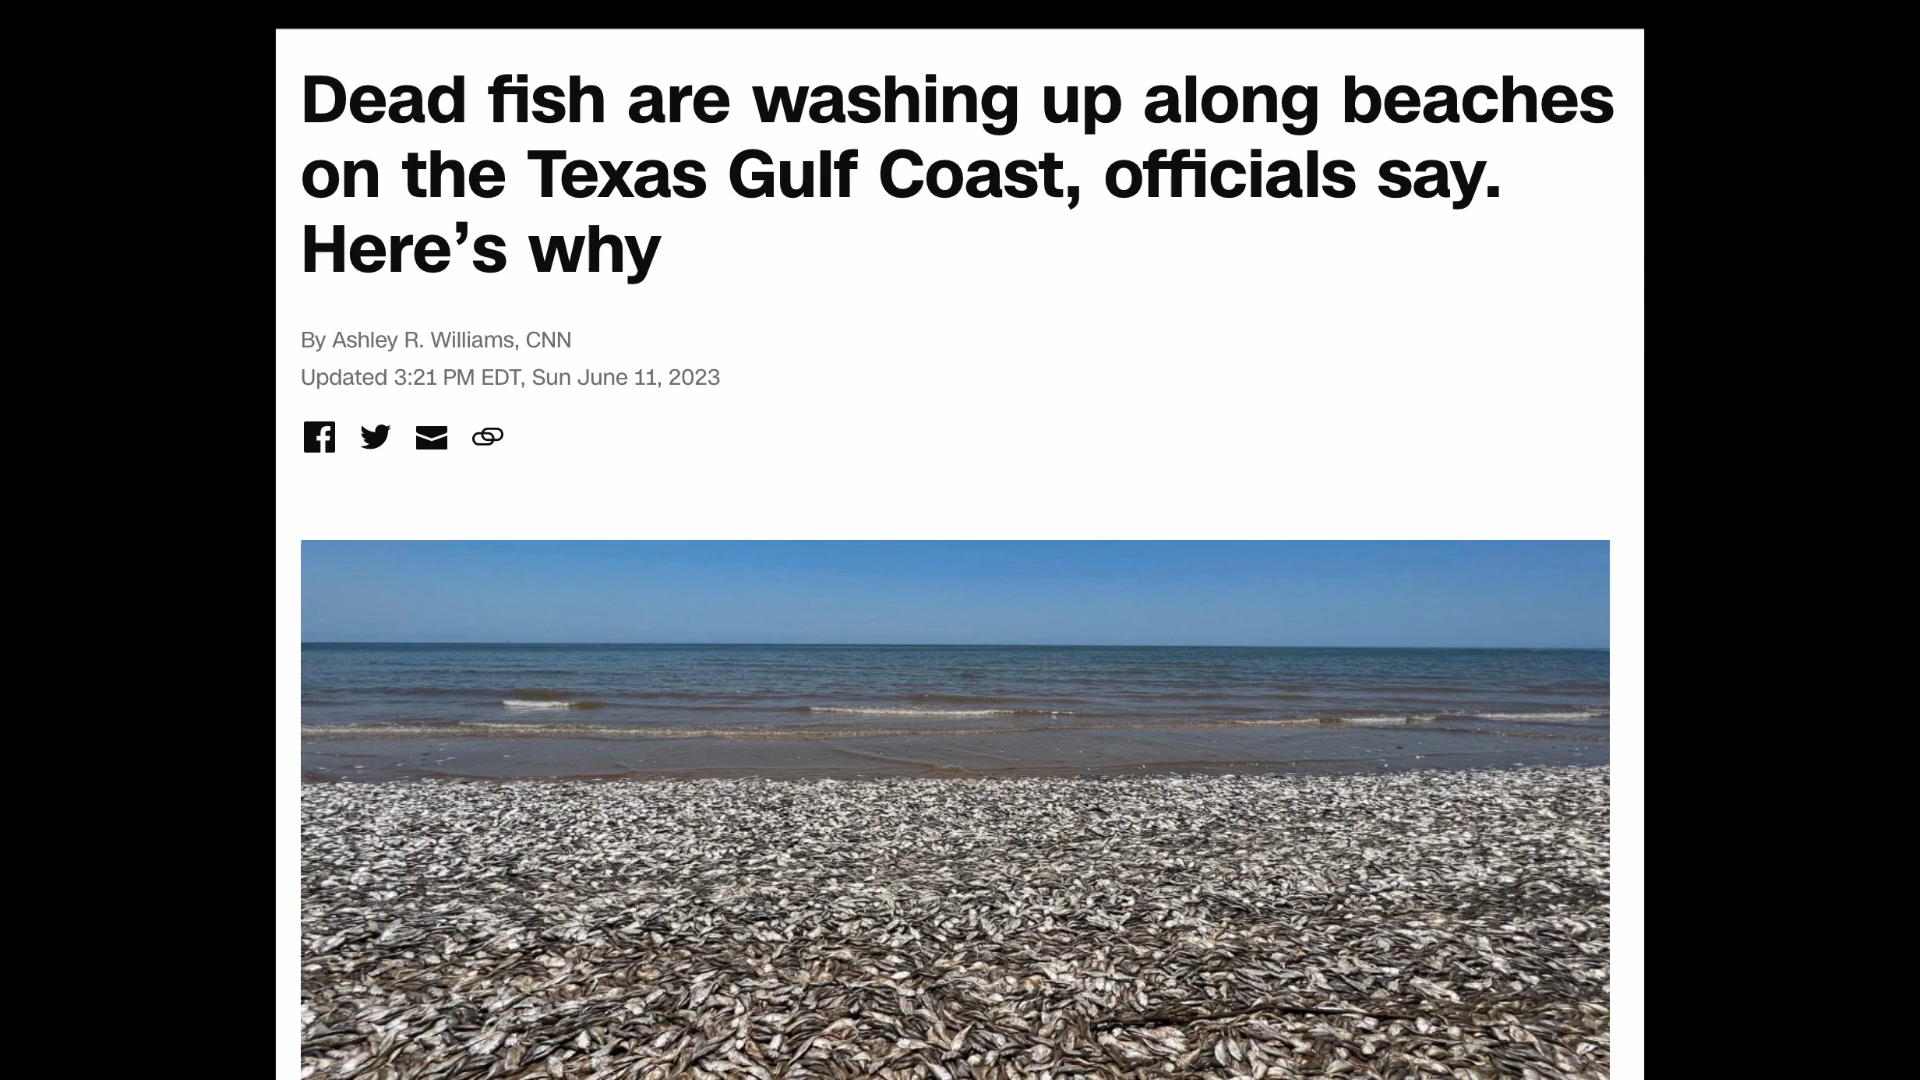 Dead fish are washing up along beaches
on the Texas Gulf Coast, officials say.
Here’s why
By Ashley R. Williams, CNN
Updated 3:21 PM EDT, Sun June 11, 2023